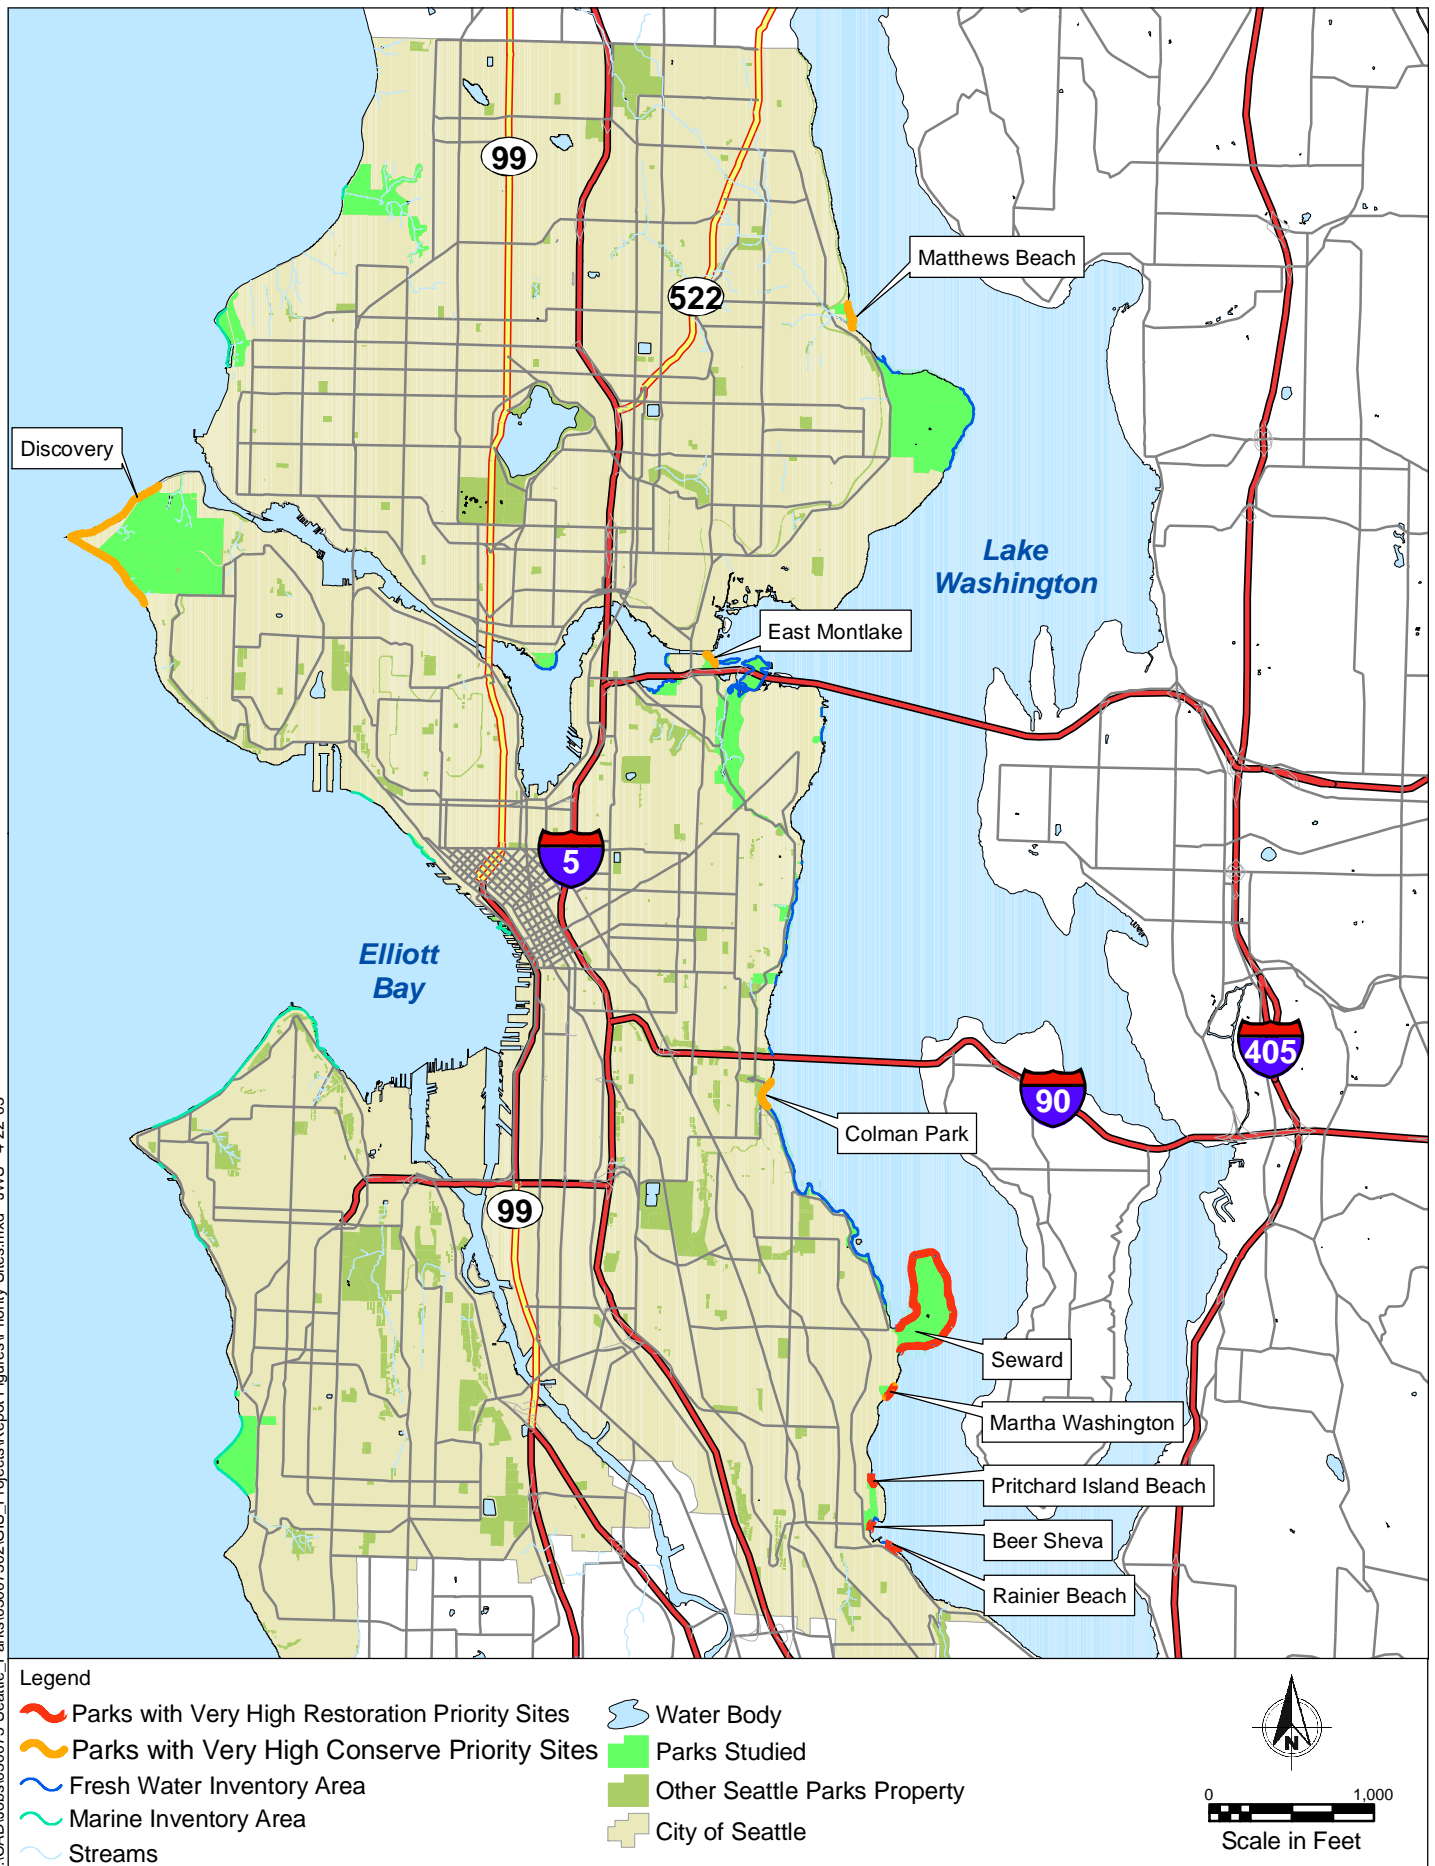 99
Matthews Beach
522
Discovery
Lake
Washington
East Montlake
5
Elliott
Bay
405
90
Colman Park
99
Seward
Martha Washington
Pritchard Island Beach
Beer Sheva
Rainier Beach
Legend
Parks with Very High Restoration Priority Sites
Parks with Very High Conserve Priority Sites
Fresh Water Inventory Area
Marine Inventory Area
Streams
Water Body
Parks Studied
Other Seattle Parks Property
City of Seattle
N
0 1,000
Scale in Feet